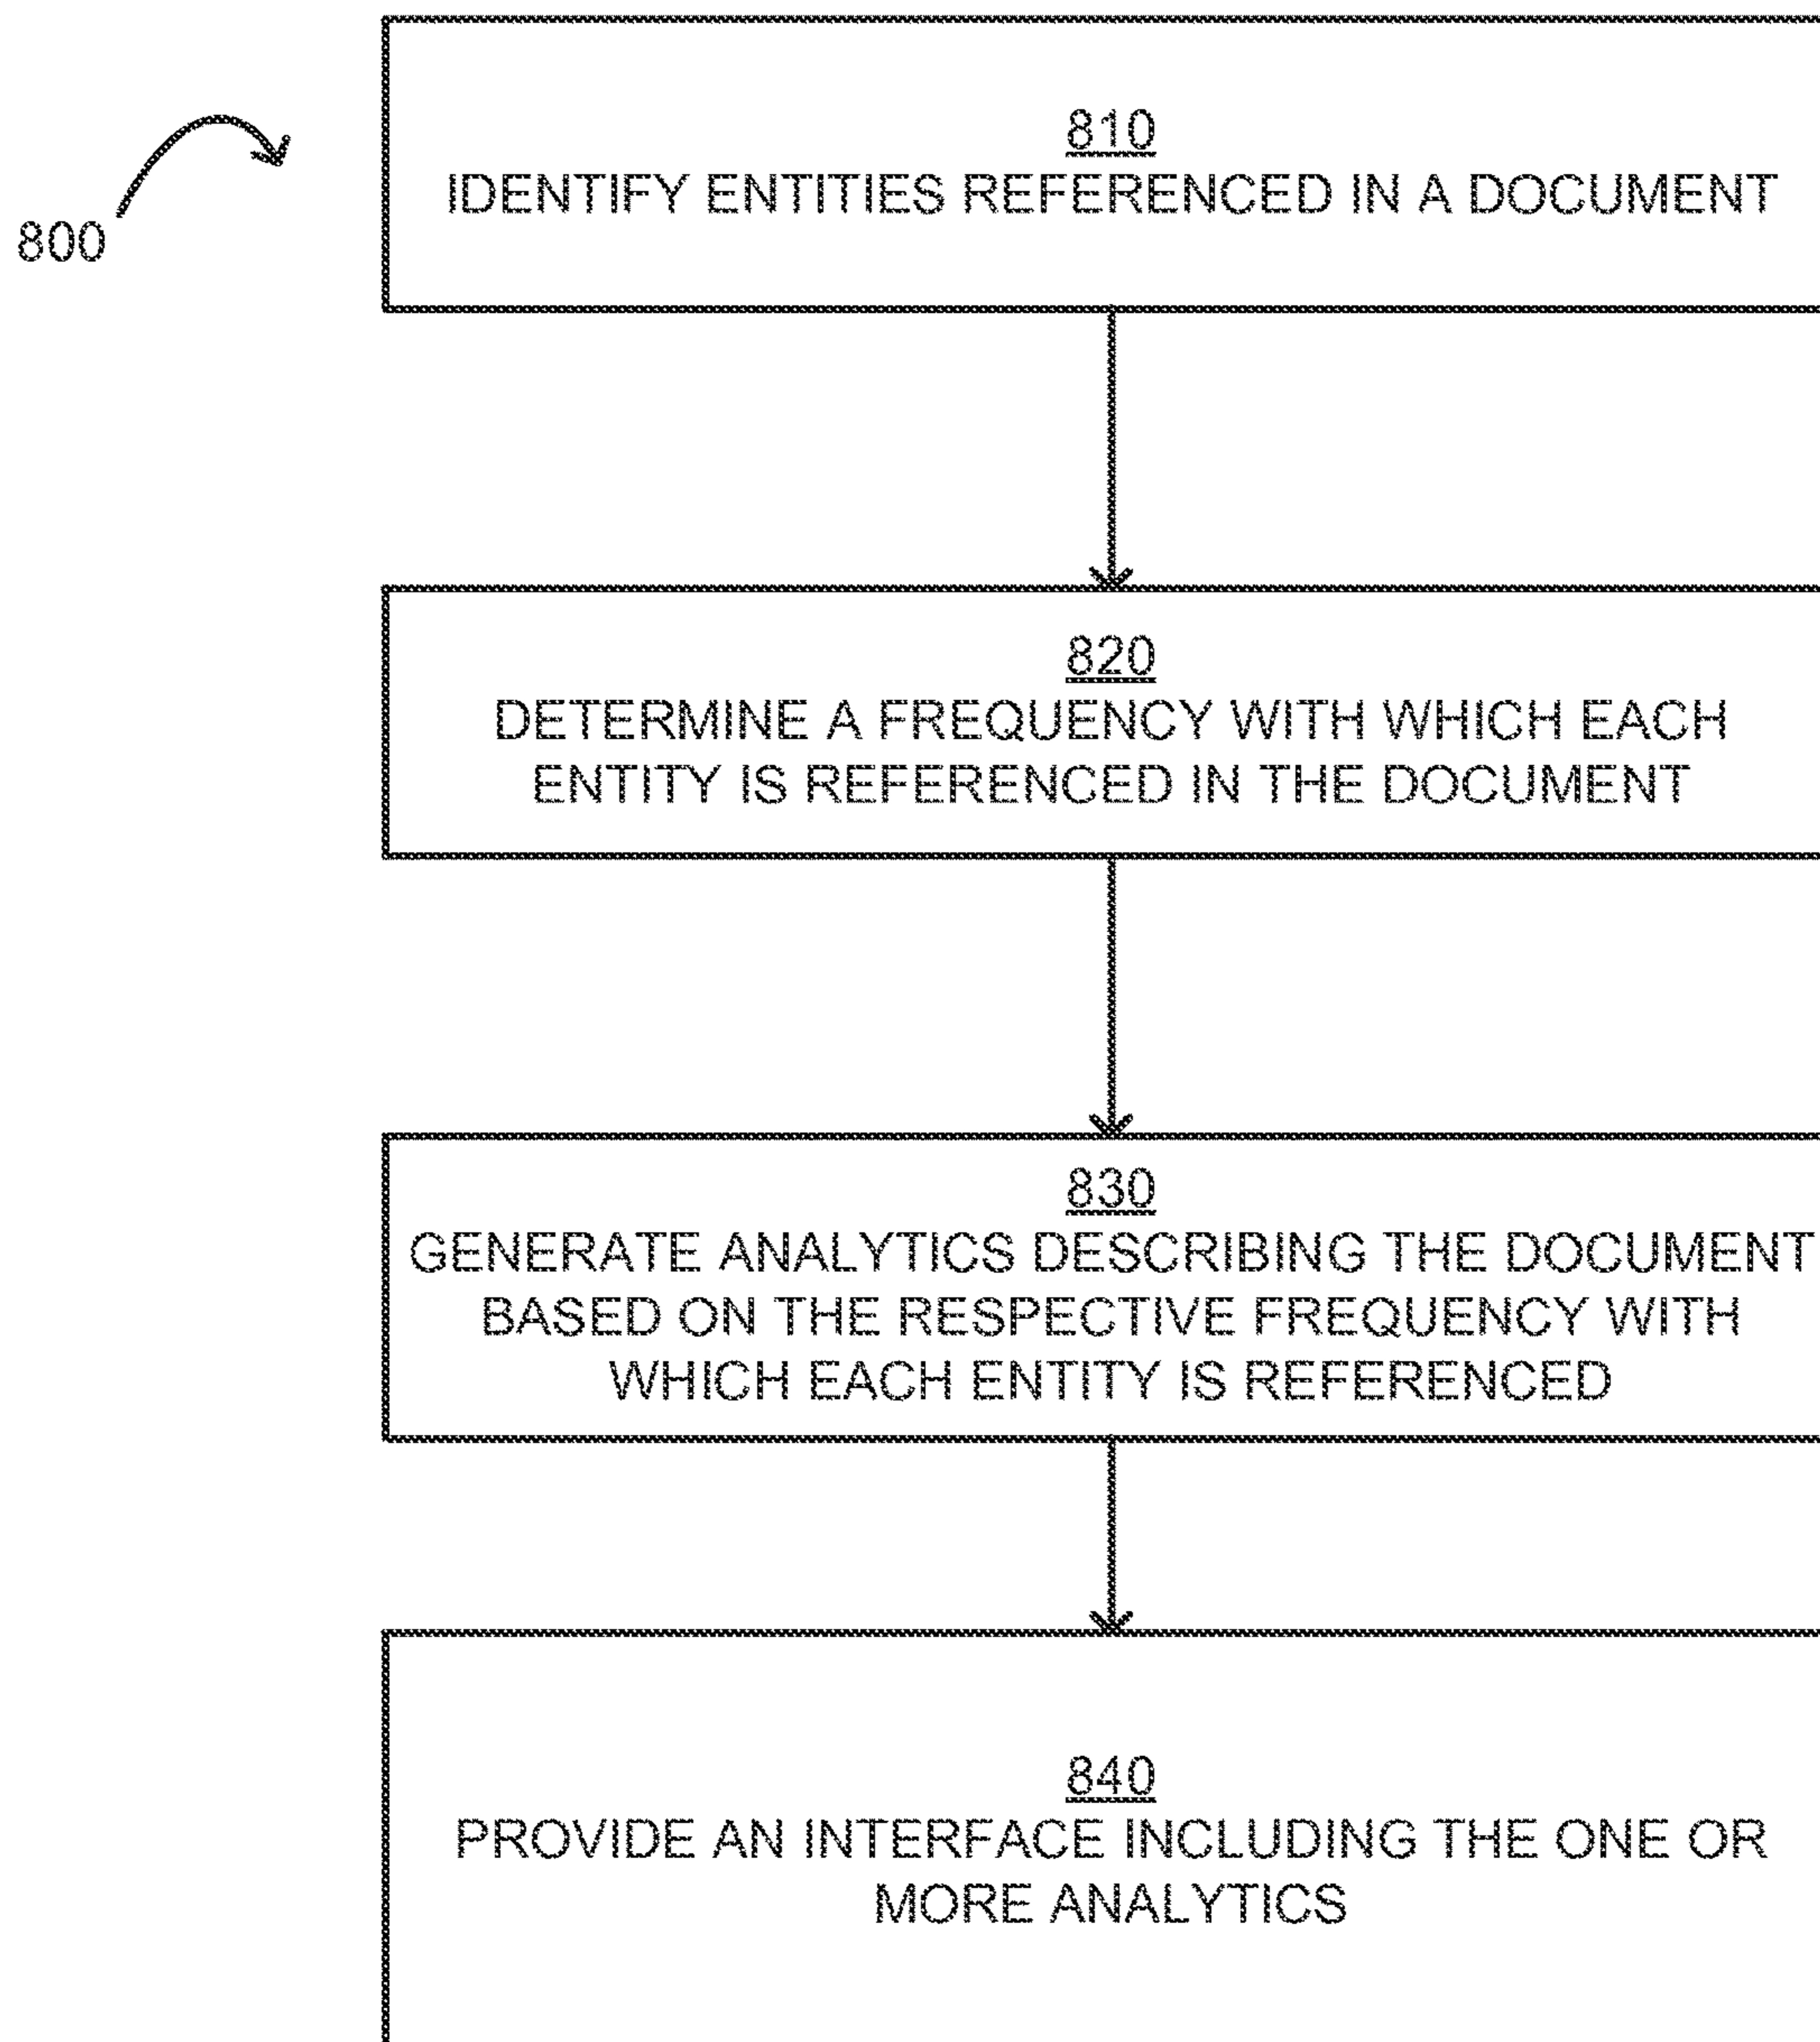 810
IDENTIFY ENTITIES REFERENCED IN A DOCUMENT
800
820
DETERMINE A FREQUENCY WITH WHICH EACH
ENTITY IS REFERENCED IN THE DOCUMENT
830
GENERATE ANALYTICS DESCRIBING THE DOCUMENT
BASED ON THE RESPECTIVE FREQUENCY WITH
WHICH EACH ENTITY IS REFERENCED
840
PROVIDE AN INTERFACE INCLUDING THE ONE OR
MORE ANALYTICS